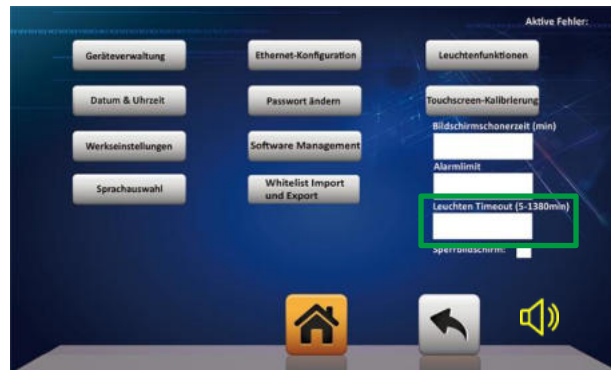 Aktive Fehler:
Geräteverwaltung
Ethernet-Konfiguration
Leuchtenfunktionen
Datum & Uhrzeit
Passwort ändern
Touchscreen-Kalibrierung
Bildschirmschonerzeit (min)
Werkseinstellungen
Software Management
Alarmlimit
Sprachauswahl
Whitelist Import
und Export
Leuchten Timeout (5-1380min)
Sperrbildschirm: